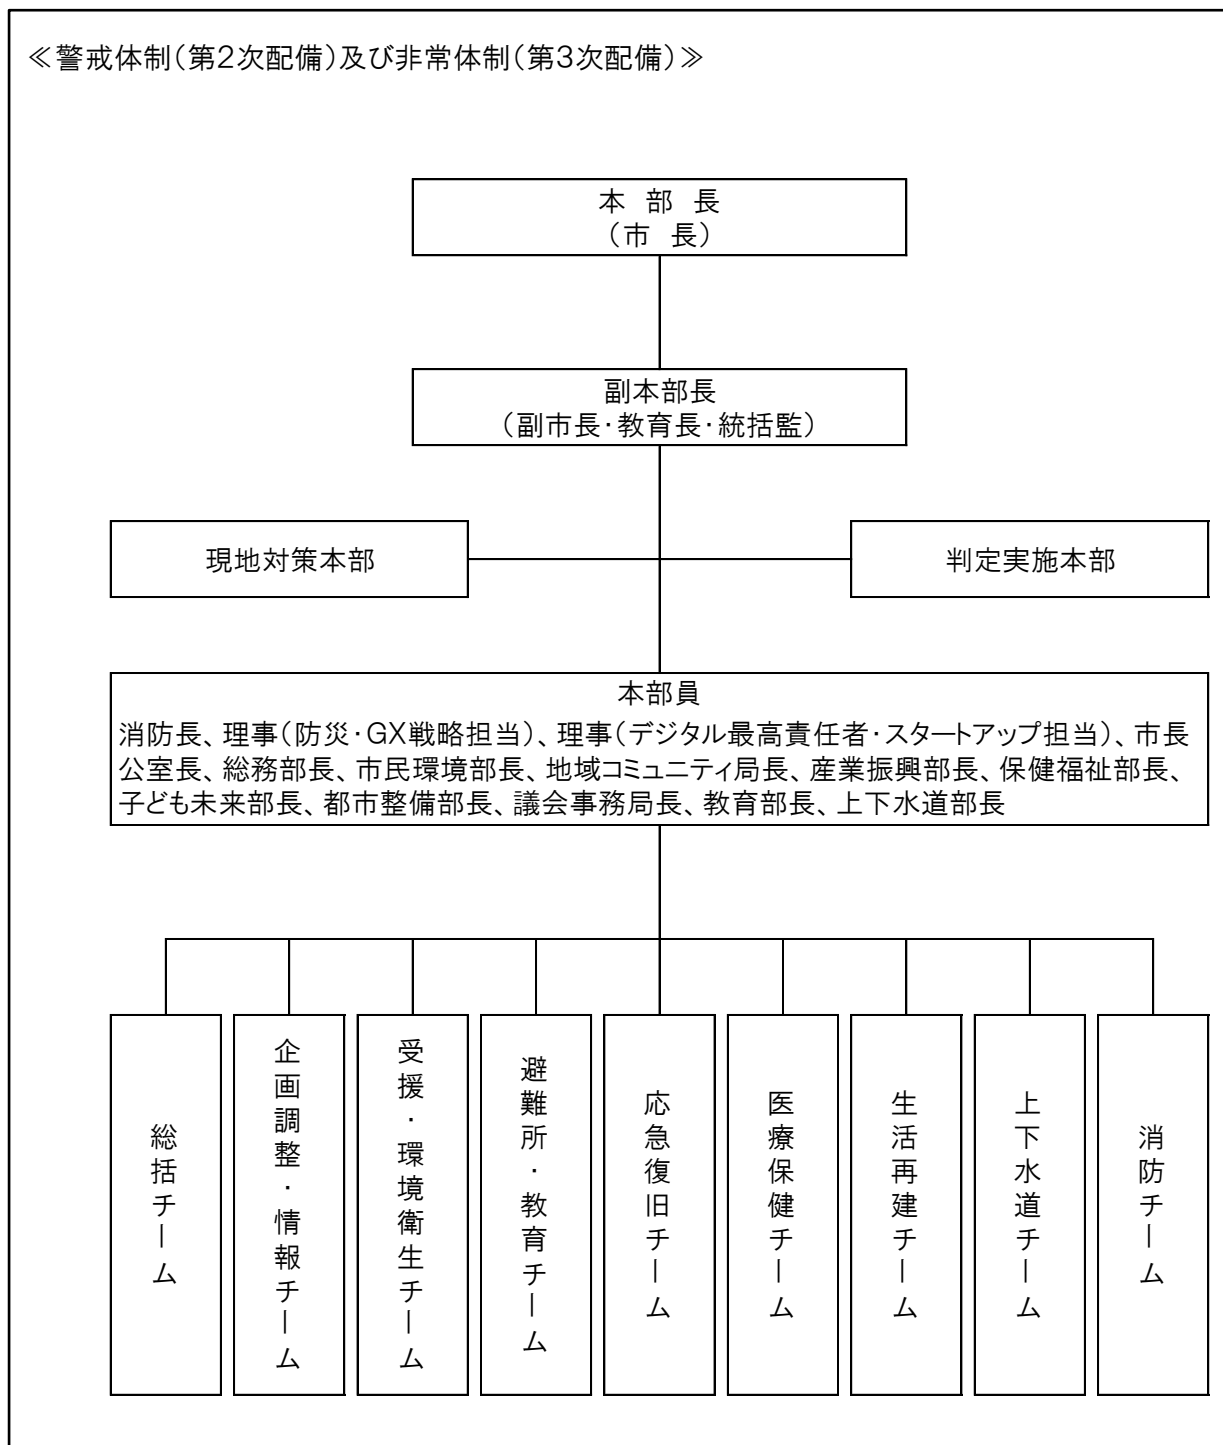 ≪警戒体制(第2次配備)及び非常体制(第3次配備)≫
本 部 長
(市 長)
副本部長
(副市長・教育長・統括監)
現地対策本部
判定実施本部
本部員
消防長、理事(防災・GX戦略担当)、理事(デジタル最高責任者・スタートアップ担当)、市長
公室長、総務部長、市民環境部長、地域コミュニティ局長、産業振興部長、保健福祉部長、
子ども未来部長、都市整備部長、議会事務局長、教育部長、上下水道部長
総括チーム
企画調整・情報チーム
受援・環境衛生チーム
避難所・教育チーム
応急復旧チーム
医療保健チーム
生活再建チーム
上下水道チーム
消防チーム